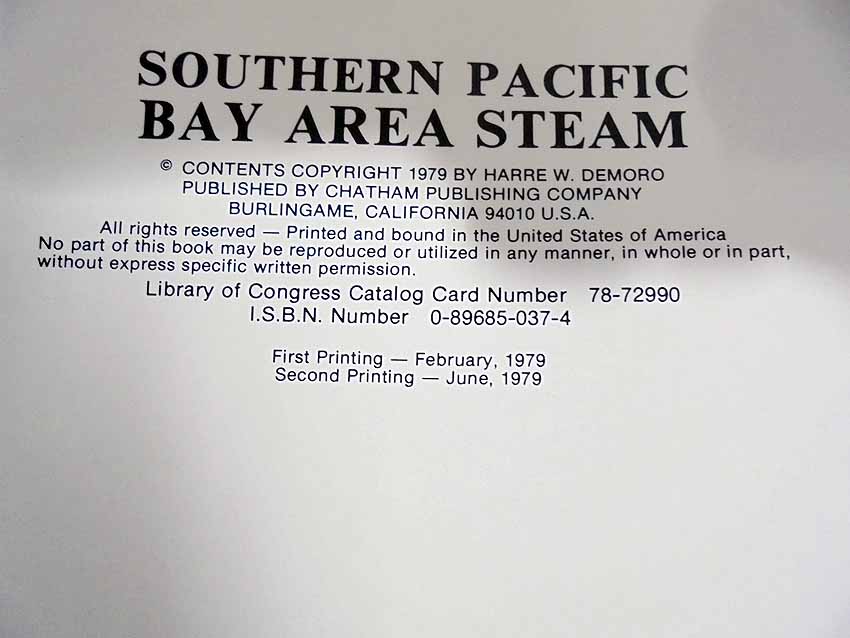 SOUTHERN PACIFIC
BAY AREA STEAM
© CONTENTS COPYRIGHT 1979 BY HARRE W. DEMORO
PUBLISHED BY CHATHAM PUBLISHING COMPANY
BURLINGAME, CALIFORNIA 94010 U.S.A.
All rights reserved — Printed and bound in the United States of America
No part of this book may be reproduced or utilized in any manner, in whole or in part,
without express specific written permission.
Library of Congress Catalog Card Number 78-72990
I.S.B.N. Number 0-89685-037-4
First Printing — February, 1979
Second Printing — June, 1979